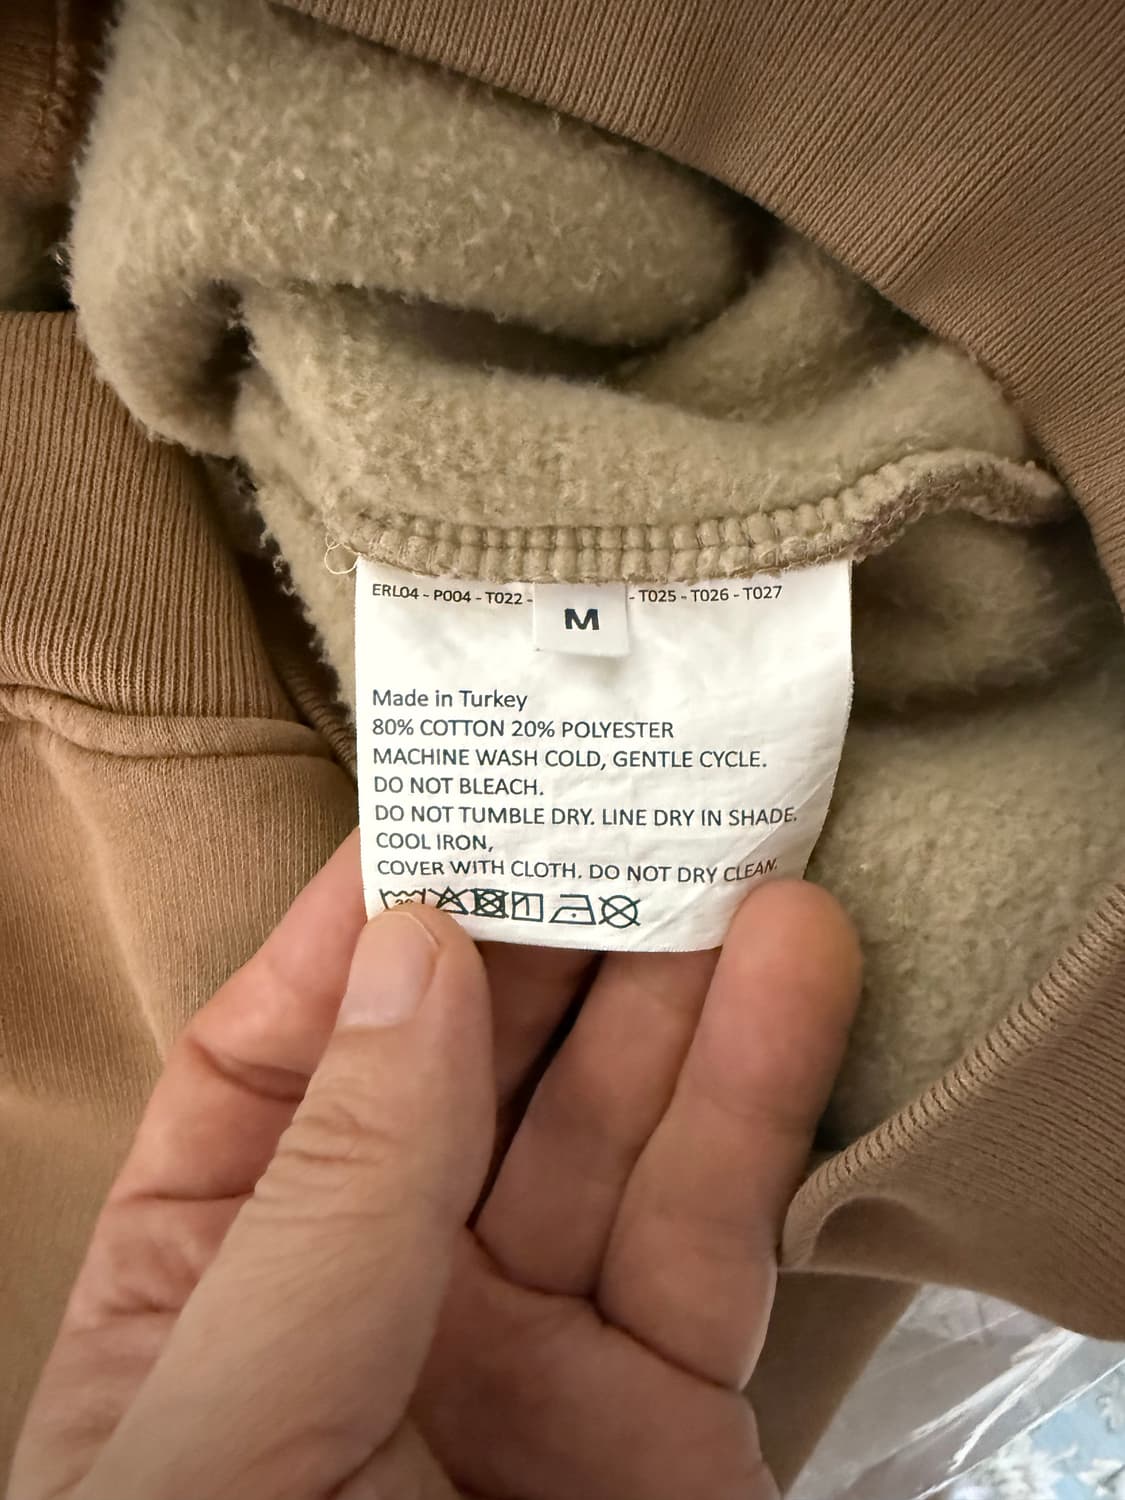 ERL04 - P004 - T022 - - T025 - T026 - T027
M
Made in Turkey
80% COTTON 20% POLYESTER
MACHINE WASH COLD, GENTLE CYCLE.
DO NOT BLEACH.
DO NOT TUMBLE DRY. LINE DRY IN SHADE.
COOL IRON,
COVER WITH CLOTH. DO NOT DRY CLEAN.